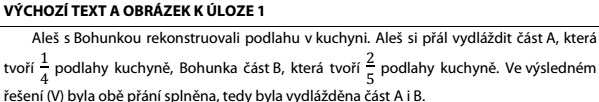 VÝCHOZÍ TEXT A OBRÁZEK K ÚLOZE 1
Aleš s Bohunkou rekonstruovali podlahu v kuchyni. Aleš si přál vydláždit část A, která
tvoří 1/4 podlahy kuchyně, Bohunka část B, která tvoří 2/5 podlahy kuchyně. Ve výsledném
řešení (V) byla obě přání splněna, tedy byla vydlážděna část A i B.